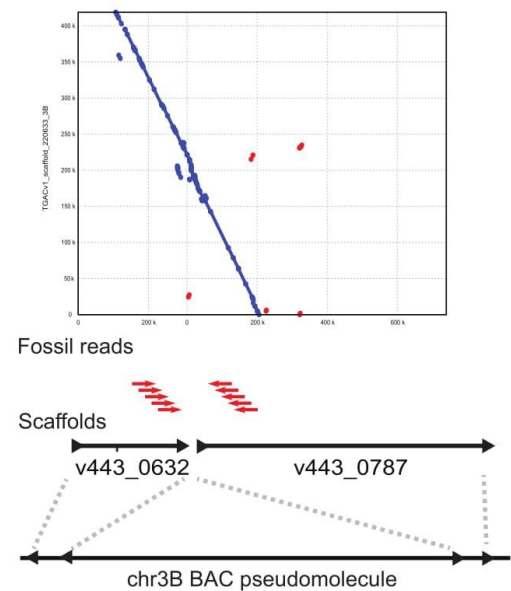 400 k
350 k
300 k
250 k
200 k
150 k
100 k
50 k
0
TGACv1_scaffold_220633_3B
0 200 k 0 200 k 400 k 600 k
Fossil reads
Scaffolds
v443_0632 v443_0787
chr3B BAC pseudomolecule